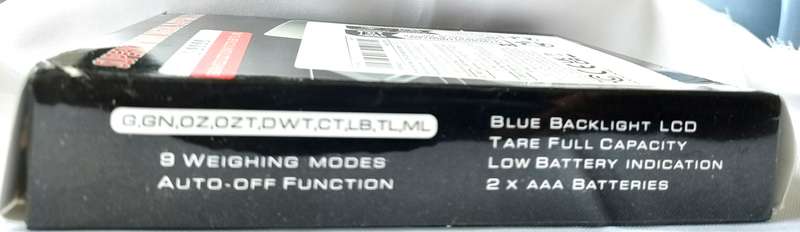 G,GN,OZ,OZT,DWT,CT,LB,TL,ML
9 WEIGHING MODES
AUTO-OFF FUNCTION
BLUE BACKLIGHT LCD
TARE FULL CAPACITY
LOW BATTERY INDICATION
2 X AAA BATTERIES